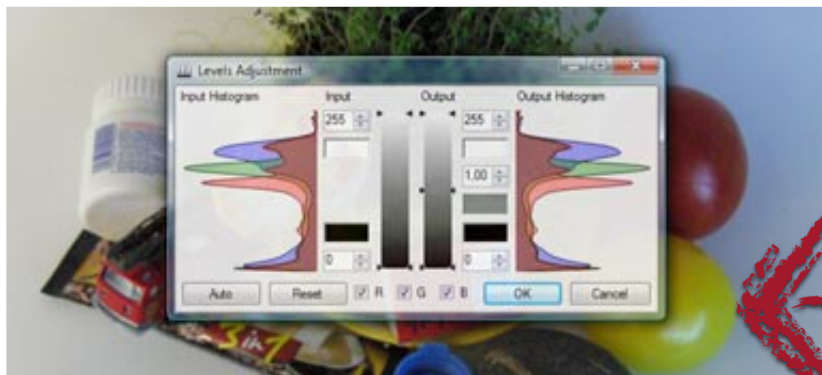 Levels Adjustment
Input Histogram Input Output Output Histogram
255 255
1,00
0 0
Auto Reset R G B OK Cancel
3 in 1